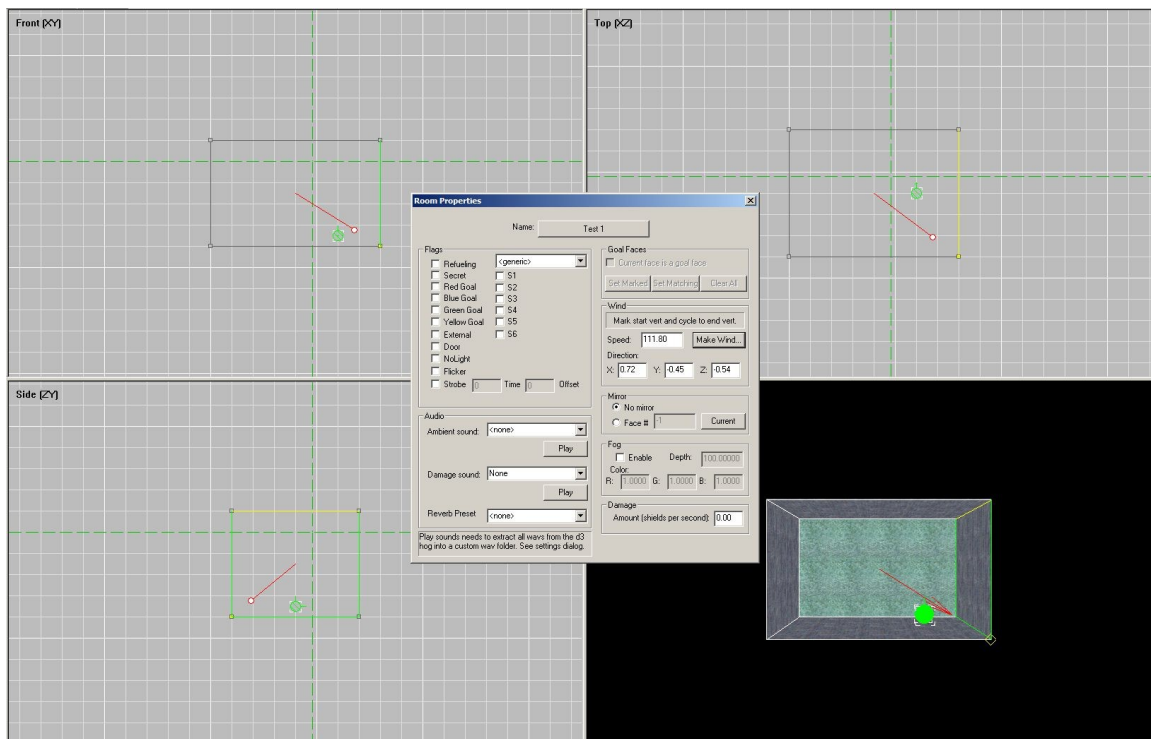 Front [XY]
Top [XZ]
Room Properties
Name: Test 1
Flags
Refueling
<generic>
Secret
S1
Red Goal
S2
Blue Goal
S3
Green Goal
S4
Yellow Goal
S5
External
S6
Door
NoLight
Flicker
Strobe 0 Time 0 Offset
Audio
Ambient sound: <none>
Play
Damage sound: None
Play
Reverb Preset <none>
Play sounds needs to extract all wavs from the d3
hog into a custom wav folder. See settings dialog.
Goal Faces
Current face is a goal face
Set Marked Set Matching Clear All
Wind
Mark start vert and cycle to end vert.
Speed: 111.80 Make Wind...
Direction:
X: 0.72 Y: -0.45 Z: -0.54
Mirror
No mirror
Face # -1 Current
Fog
Enable Depth: 100.00000
Color:
R: 1.0000 G: 1.0000 B: 1.0000
Damage
Amount (shields per second): 0.00
Side [ZY]